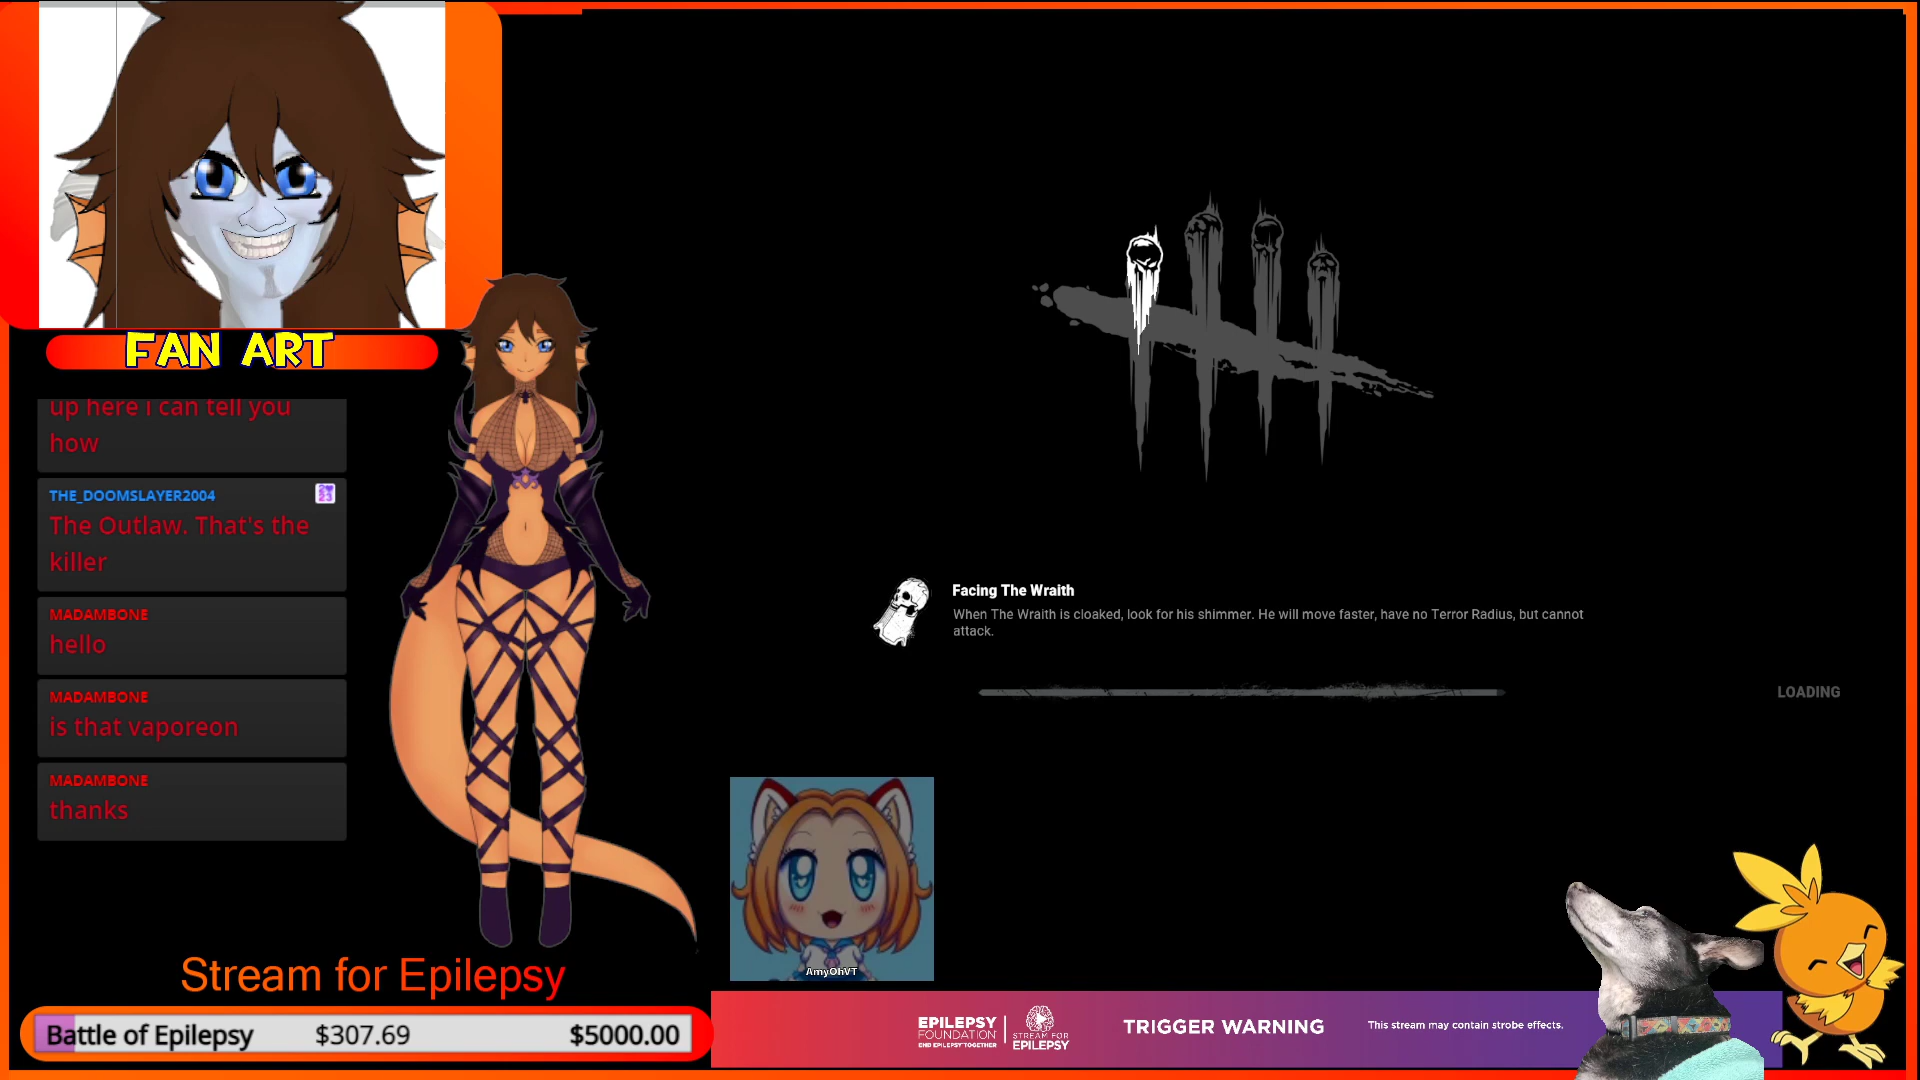 FAN ART
up here i can tell you
how
THE_DOOMSLAYER2004
The Outlaw. That's the
killer
MADAMBONE
hello
MADAMBONE
is that vaporeon
MADAMBONE
thanks
Facing The Wraith
When The Wraith is cloaked, look for his shimmer. He will move faster, have no Terror Radius, but cannot
attack.
LOADING
AmyOhVT
Stream for Epilepsy
Battle of Epilepsy $307.69 $5000.00
EPILEPSY
FOUNDATION
END EPILEPSY TOGETHER
STREAM FOR
EPILEPSY
TRIGGER WARNING
This stream may contain strobe effects.